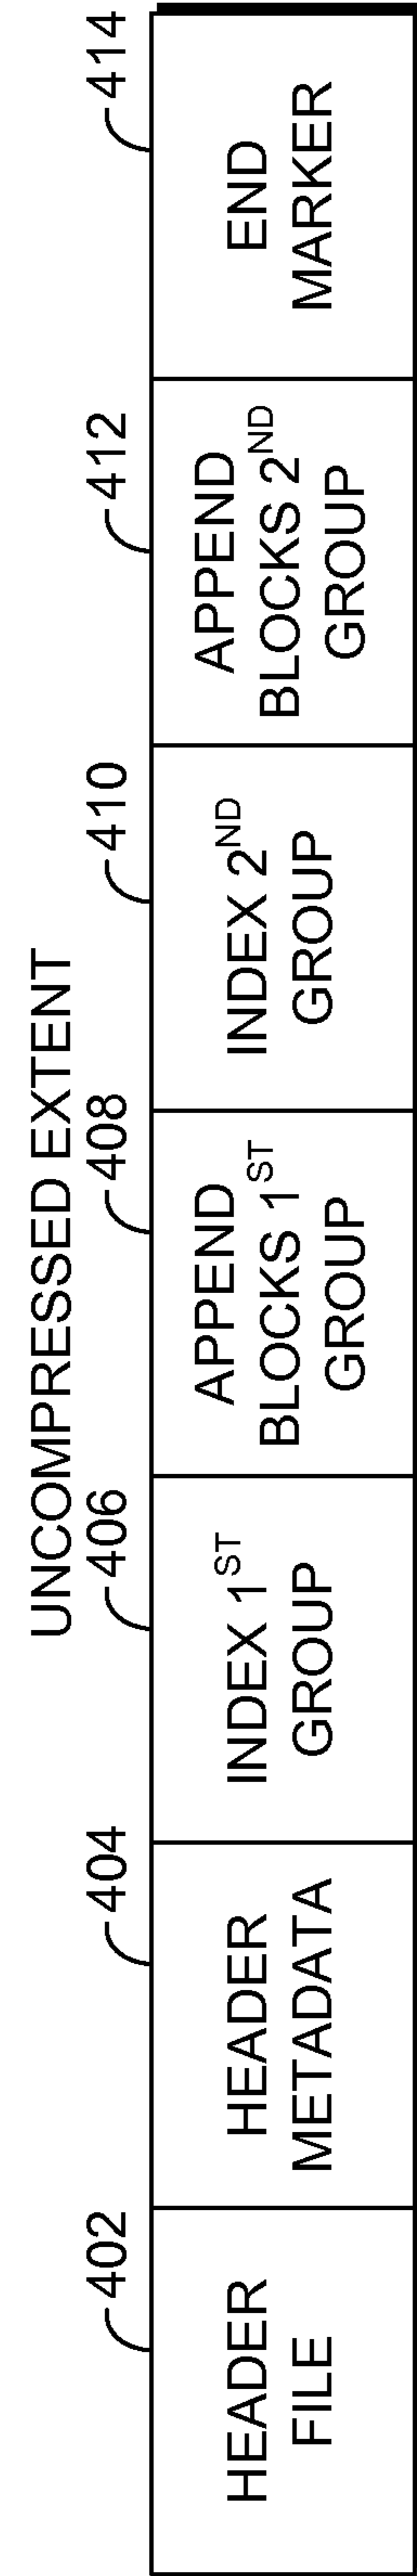 UNCOMPRESSED EXTENT
402
404
406
408
410
412
414
HEADER
FILE
HEADER
METADATA
INDEX 1ST
GROUP
APPEND
BLOCKS 1ST
GROUP
INDEX 2ND
GROUP
APPEND
BLOCKS 2ND
GROUP
END
MARKER